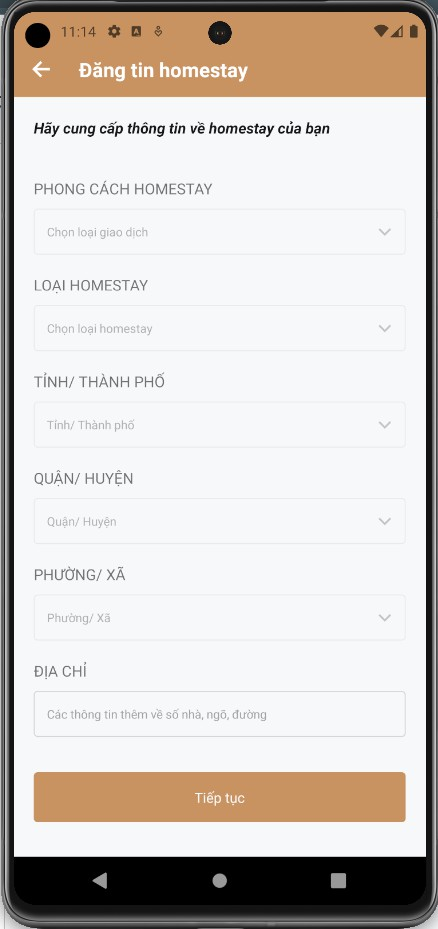 11:14
Đăng tin homestay
Hãy cung cấp thông tin về homestay của bạn
PHONG CÁCH HOMESTAY
Chọn loại giao dịch
LOẠI HOMESTAY
Chọn loại homestay
TỈNH/ THÀNH PHỐ
Tỉnh/ Thành phố
QUẬN/ HUYỆN
Quận/ Huyện
PHƯỜNG/ XÃ
Phường/ Xã
ĐỊA CHỈ
Các thông tin thêm về số nhà, ngõ, đường
Tiếp tục